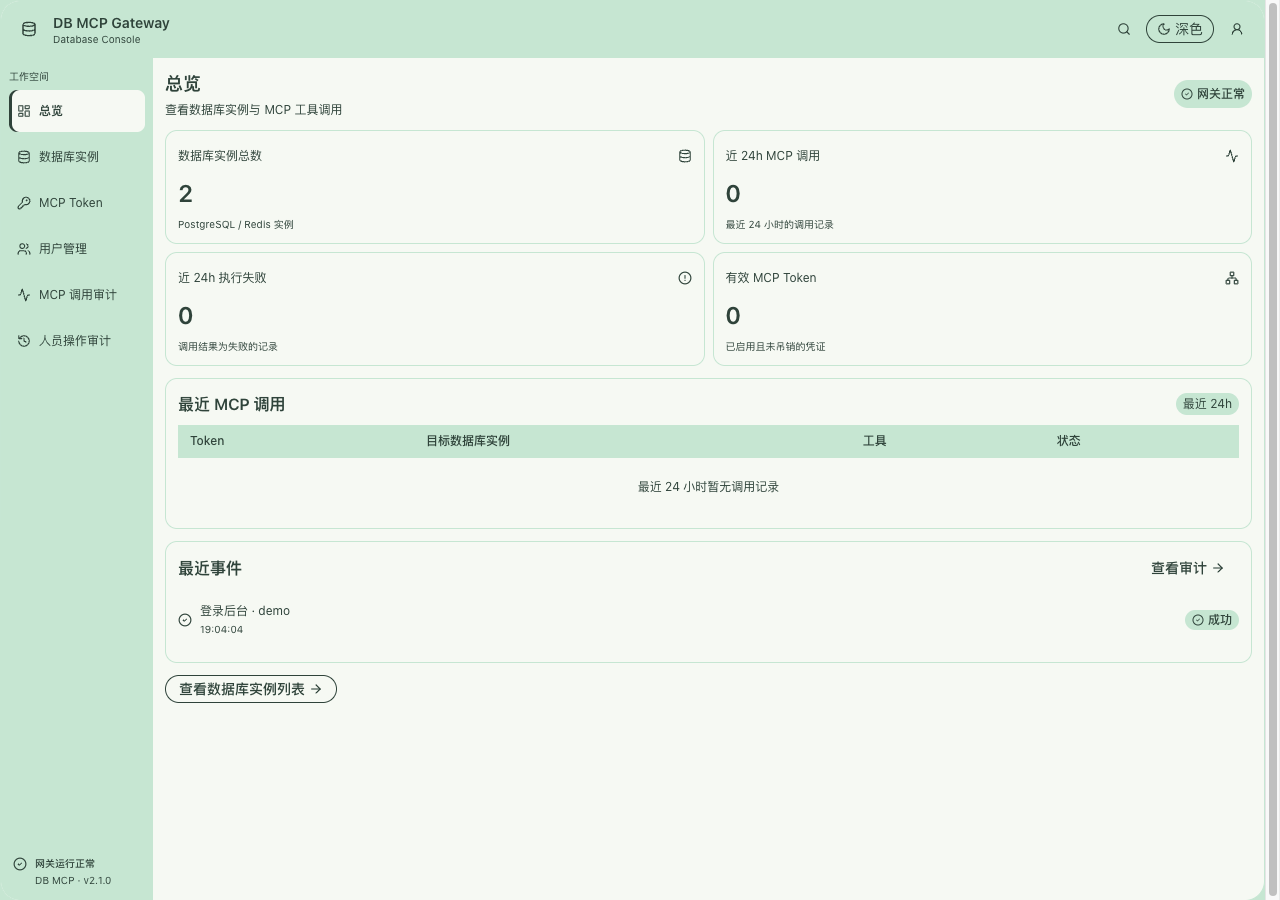 DB MCP Gateway
Database Console
深色
工作空间
总览
数据库实例
MCP Token
用户管理
MCP 调用审计
人员操作审计
网关运行正常
DB MCP · v2.1.0
总览
查看数据库实例与 MCP 工具调用
网关正常
数据库实例总数
2
PostgreSQL / Redis 实例
近 24h MCP 调用
0
最近 24 小时的调用记录
近 24h 执行失败
0
调用结果为失败的记录
有效 MCP Token
0
已启用且未吊销的凭证
最近 MCP 调用
最近 24h
Token 目标数据库实例 工具 状态
最近 24 小时暂无调用记录
最近事件
查看审计 →
登录后台 · demo
19:04:04
成功
查看数据库实例列表 →